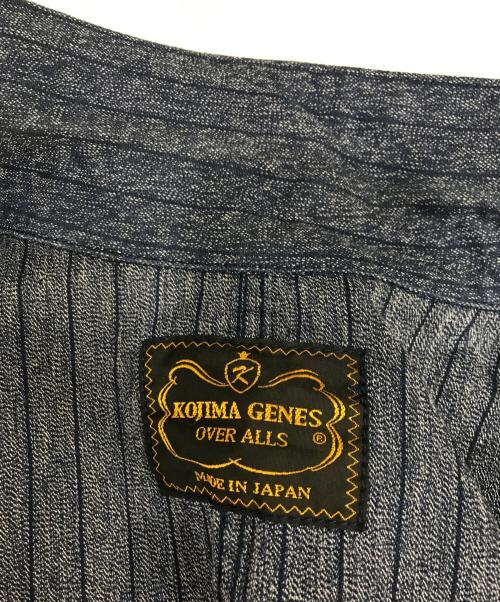 K
KOJIMA GENES
OVER ALLS ®
MADE IN JAPAN